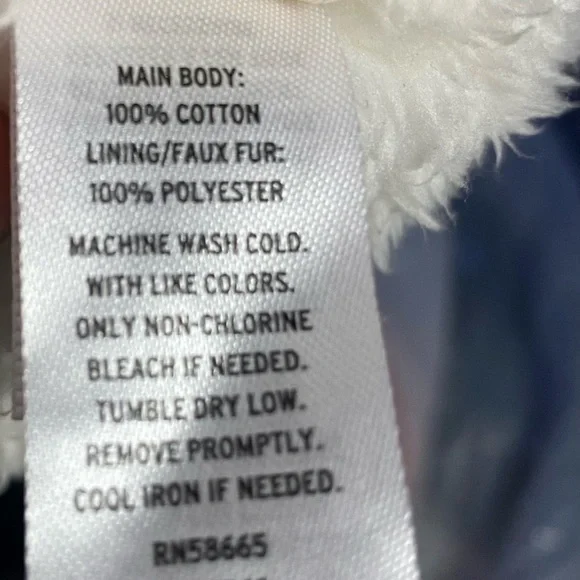 MAIN BODY:
100% COTTON
LINING/FAUX FUR:
100% POLYESTER
MACHINE WASH COLD.
WITH LIKE COLORS.
ONLY NON-CHLORINE
BLEACH IF NEEDED.
TUMBLE DRY LOW.
REMOVE PROMPTLY.
COOL IRON IF NEEDED.
RN58665